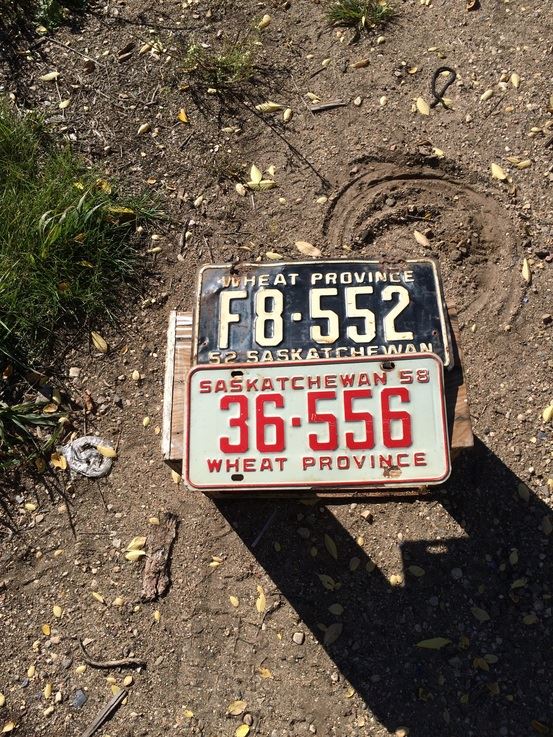 WHEAT PROVINCE
F8·552
52 SASKATCHEWAN
SASKATCHEWAN 58
36·556
WHEAT PROVINCE